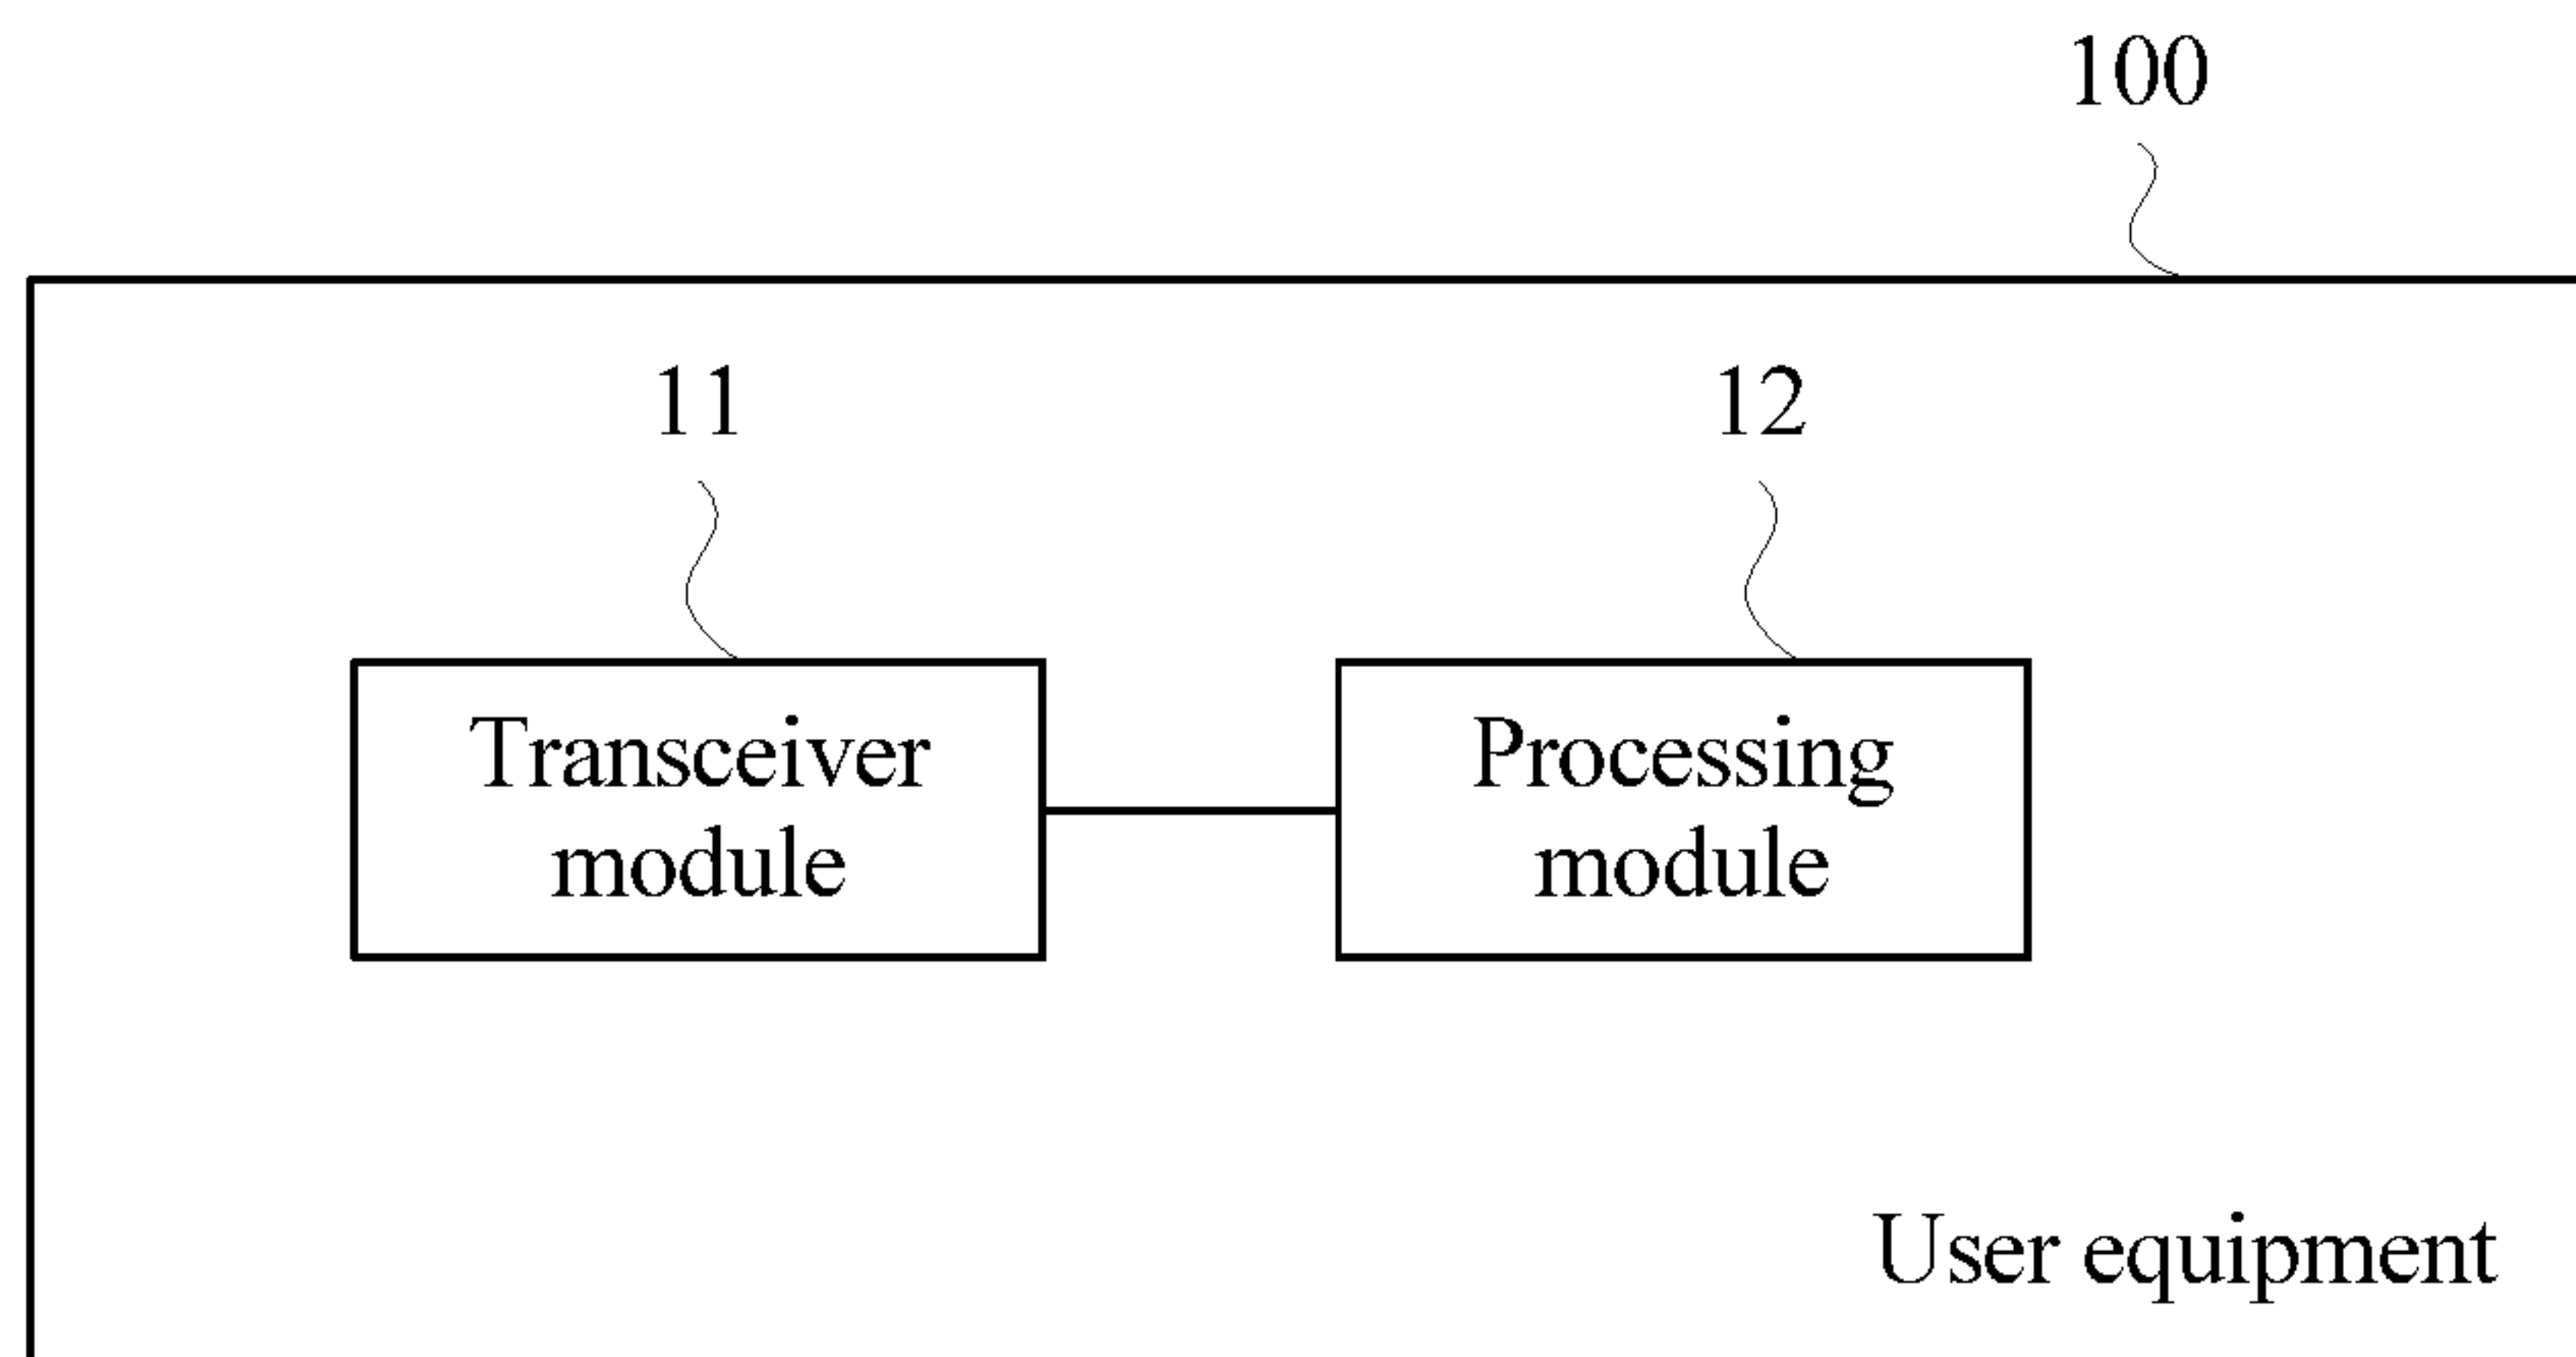 100
11
12
Transceiver
module
Processing
module
User equipment